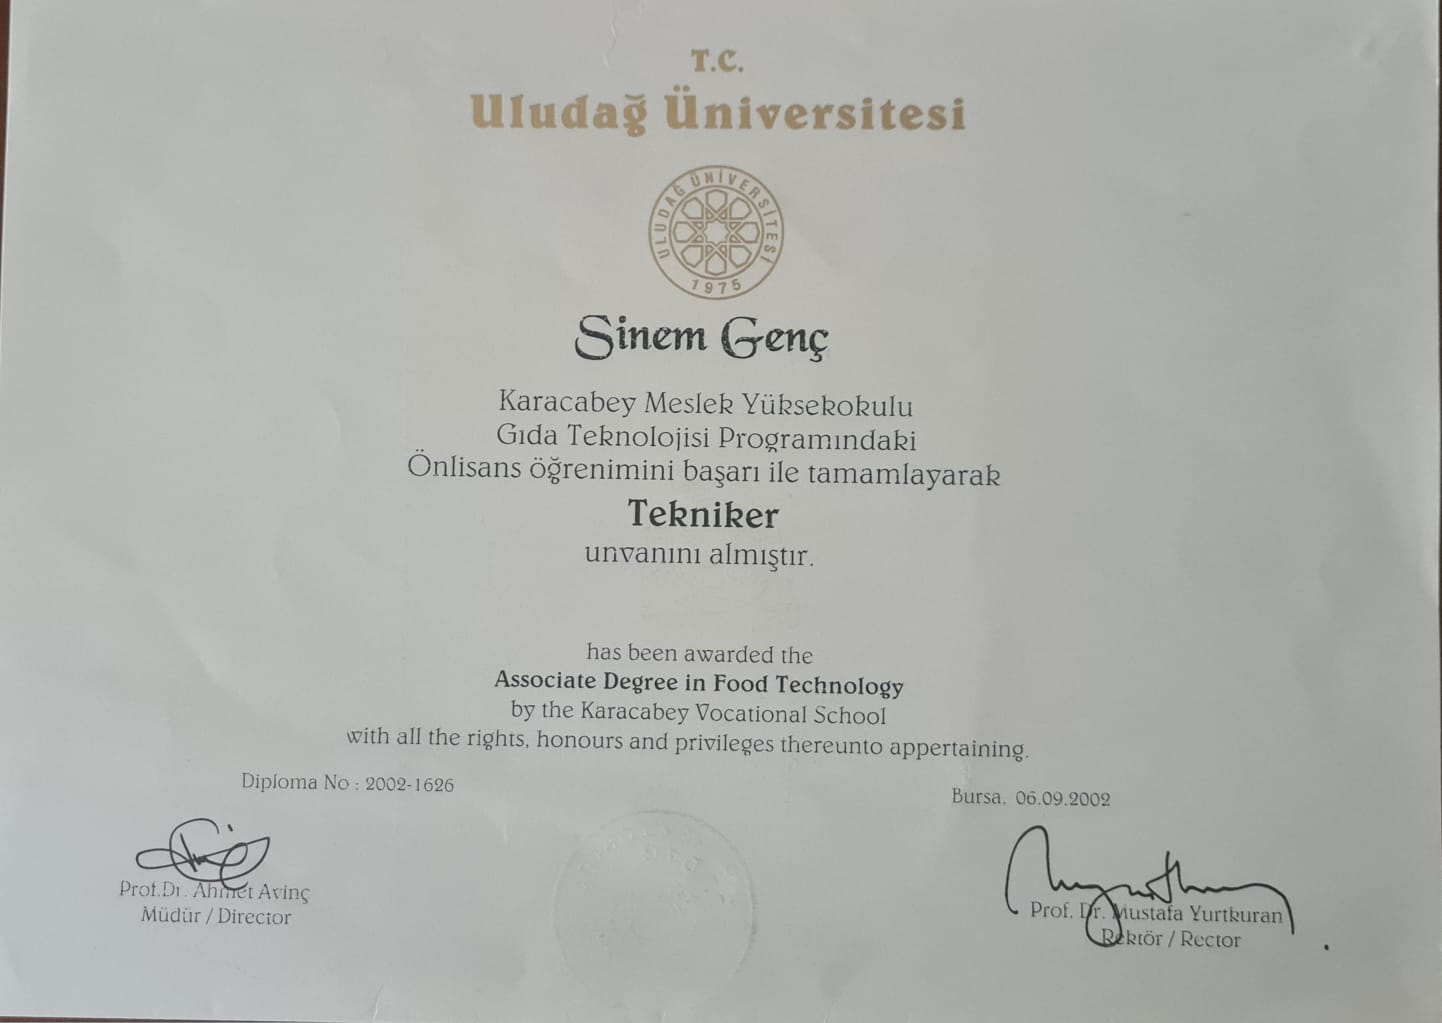 T.C.
Uludağ Üniversitesi
ULUDAĞ ÜNİVERSİTESİ
1975
Sinem Genç
Karacabey Meslek Yüksekokulu
Gıda Teknolojisi Programındaki
Önlisans öğrenimini başarı ile tamamlayarak
Tekniker
unvanını almıştır.
has been awarded the
Associate Degree in Food Technology
by the Karacabey Vocational School
with all the rights, honours and privileges thereunto appertaining.
Diploma No : 2002-1626
Bursa, 06.09.2002
Prof.Dr. Ahmet Avinç
Müdür / Director
Prof. Dr. Mustafa Yurtkuran
Rektör / Rector